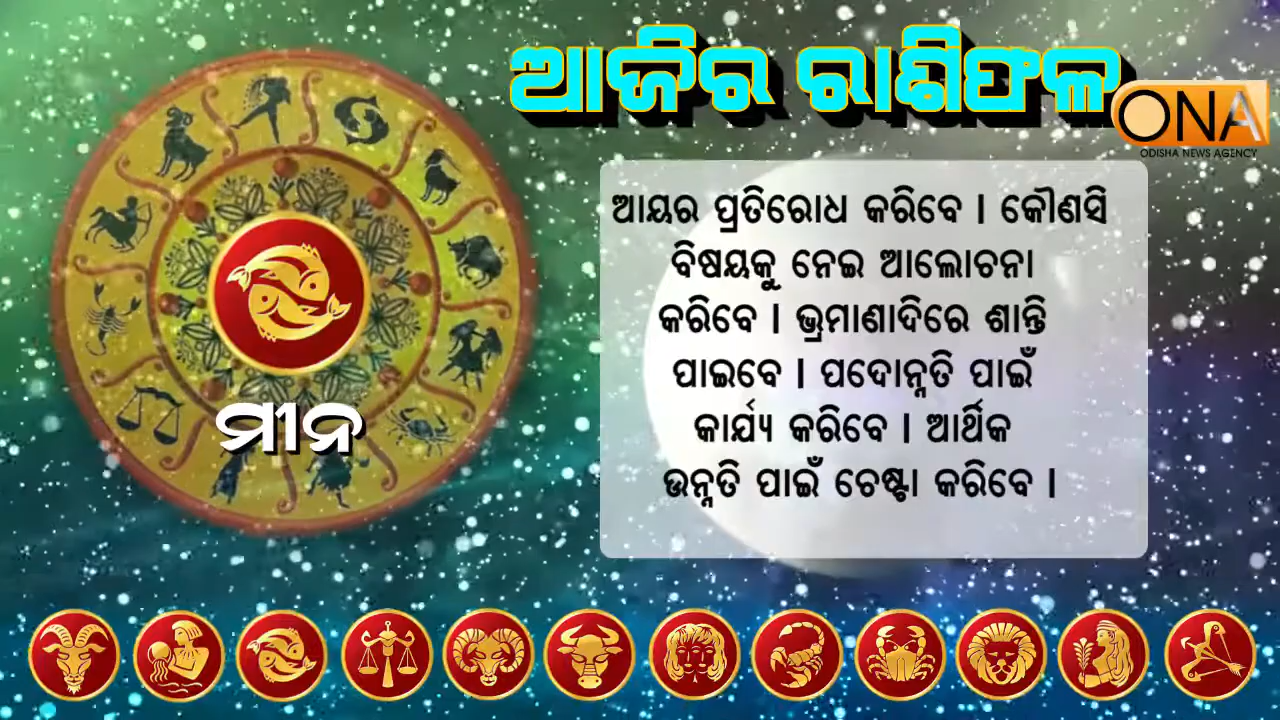 ଆଜିର ରାଶିଫଳ
ONA
ODISHA NEWS AGENCY
ଆୟର ପ୍ରତିରୋଧ କରିବେ । କୌଣସି
ବିଷୟକୁ ନେଇ ଆଲୋଚନା
କରିବେ । ଭ୍ରମାଣାଦିରେ ଶାନ୍ତି
ପାଇବେ । ପଦୋନ୍ନତି ପାଇଁ
କାର୍ଯ୍ୟ କରିବେ । ଆର୍ଥିକ
ଉନ୍ନତି ପାଇଁ ଚେଷ୍ଟା କରିବେ ।
ମୀନ